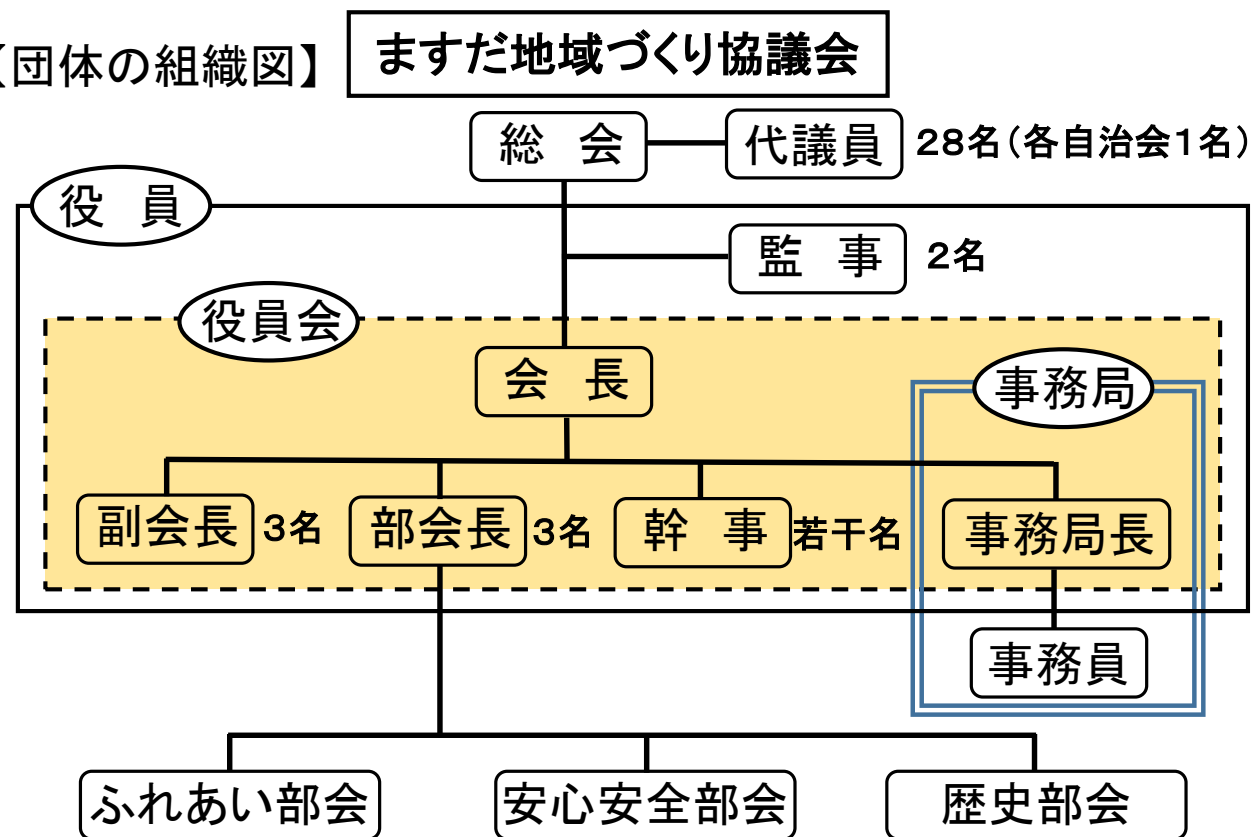 【団体の組織図】 ますだ地域づくり協議会
総　会 代議員 28名(各自治会1名)
役　員
監　事 2名
役員会
会　長
事務局
副会長 3名 部会長 3名 幹　事 若干名 事務局長
事務員
ふれあい部会 安心安全部会 歴史部会